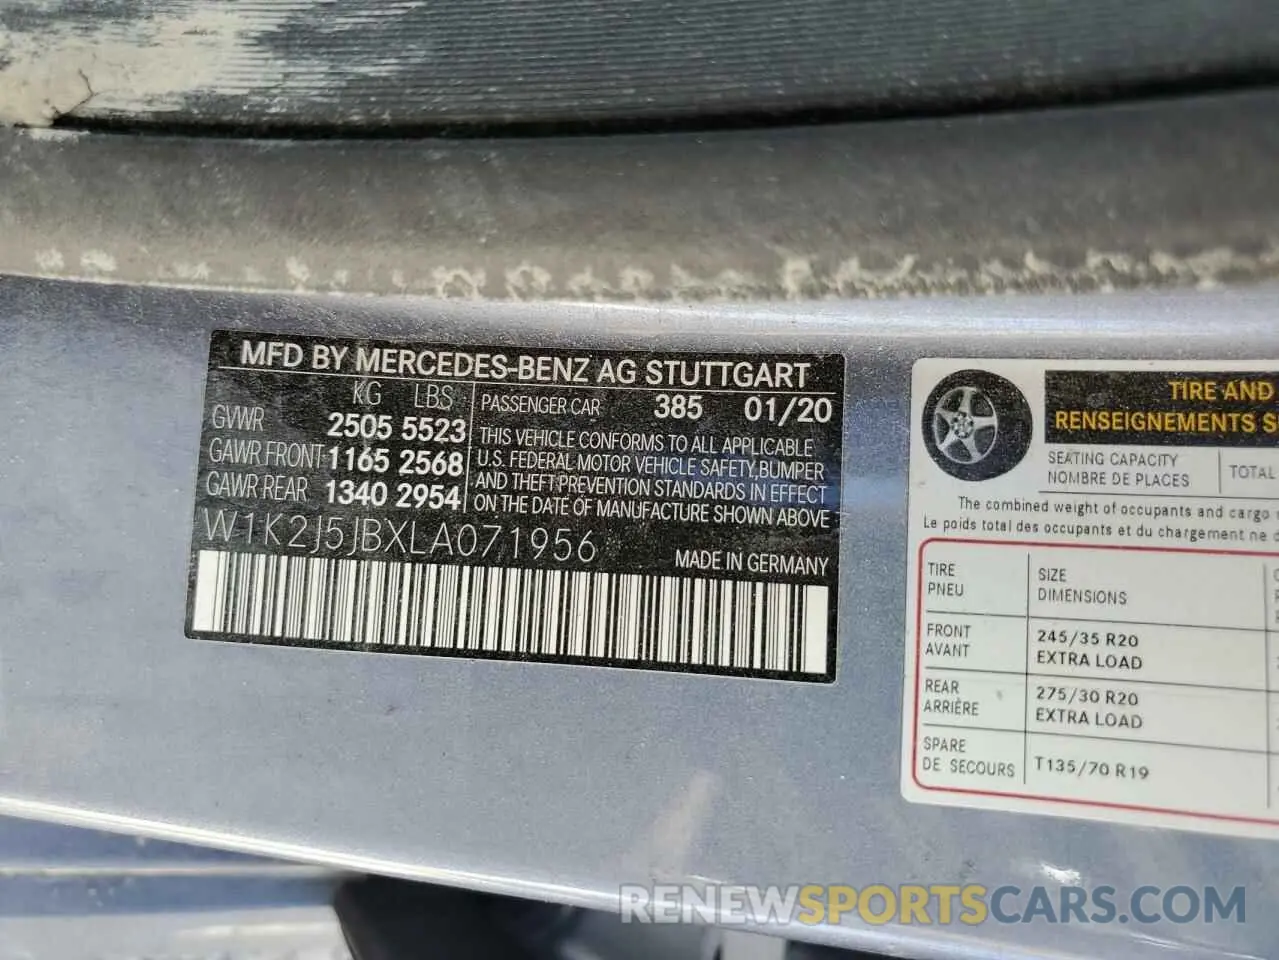 MFD BY MERCEDES-BENZ AG STUTTGART
KG LBS
GVWR 2505 5523
GAWR FRONT 1165 2568
GAWR REAR 1340 2954
PASSENGER CAR 385 01/20
THIS VEHICLE CONFORMS TO ALL APPLICABLE
U.S. FEDERAL MOTOR VEHICLE SAFETY,BUMPER
AND THEFT PREVENTION STANDARDS IN EFFECT
ON THE DATE OF MANUFACTURE SHOWN ABOVE
W1K2J5JBXLA071956
MADE IN GERMANY
TIRE AND
RENSEIGNEMENTS S
SEATING CAPACITY
NOMBRE DE PLACES
TOTAL
The combined weight of occupants and cargo
Le poids total des occupants et du chargement ne
TIRE
PNEU
SIZE
DIMENSIONS
FRONT
AVANT
245/35 R20
EXTRA LOAD
REAR
ARRIÈRE
275/30 R20
EXTRA LOAD
SPARE
DE SECOURS
T135/70 R19
RENEWSPORTSCARS.COM